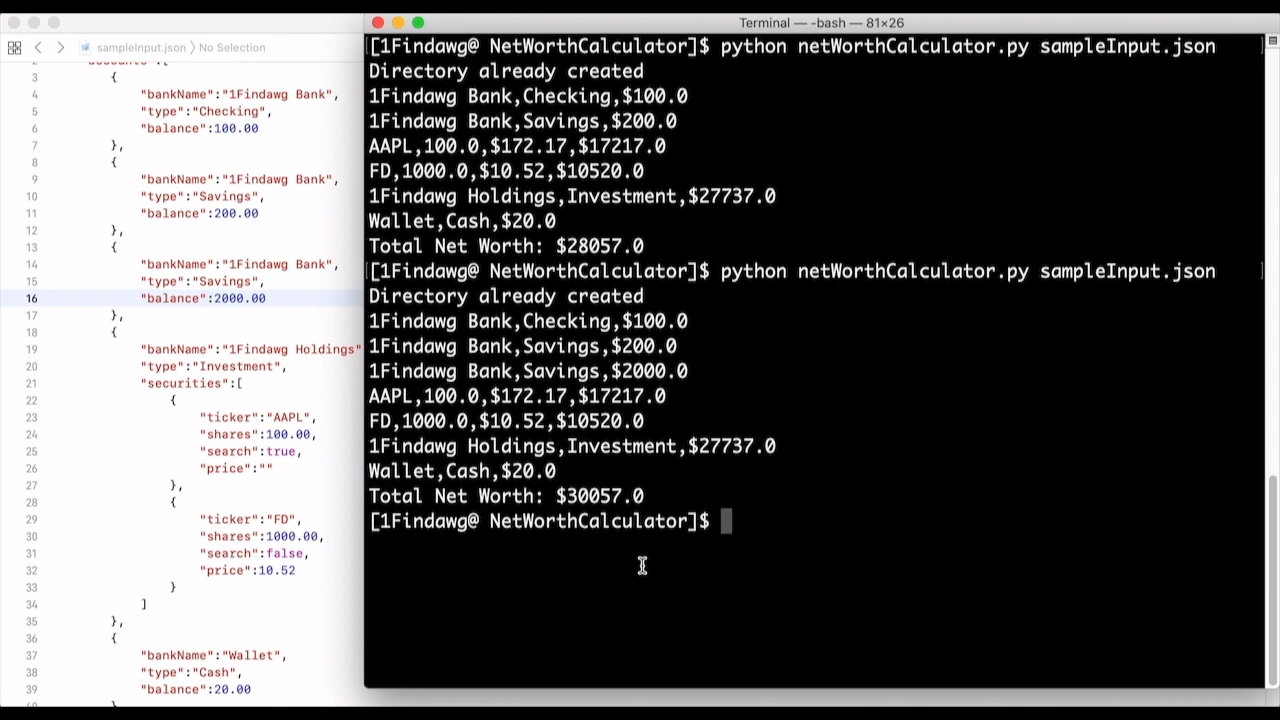 Terminal — -bash — 81×26
sampleInput.json 〉No Selection
2 "accounts":[
3 {
4 "bankName":"1Findawg Bank",
5 "type":"Checking",
6 "balance":100.00
7 },
8 {
9 "bankName":"1Findawg Bank",
10 "type":"Savings",
11 "balance":200.00
12 },
13 {
14 "bankName":"1Findawg Bank",
15 "type":"Savings",
16 "balance":2000.00
17 },
18 {
19 "bankName":"1Findawg Holdings"
20 "type":"Investment",
21 "securities":[
22 {
23 "ticker":"AAPL",
24 "shares":100.00,
25 "search":true,
26 "price":""
27 },
28 {
29 "ticker":"FD",
30 "shares":1000.00,
31 "search":false,
32 "price":10.52
33 }
34 ]
35 },
36 {
37 "bankName":"Wallet",
38 "type":"Cash",
39 "balance":20.00
40 }
[1Findawg@ NetWorthCalculator]$ python netWorthCalculator.py sampleInput.json
Directory already created
1Findawg Bank,Checking,$100.0
1Findawg Bank,Savings,$200.0
AAPL,100.0,$172.17,$17217.0
FD,1000.0,$10.52,$10520.0
1Findawg Holdings,Investment,$27737.0
Wallet,Cash,$20.0
Total Net Worth: $28057.0
[1Findawg@ NetWorthCalculator]$ python netWorthCalculator.py sampleInput.json
Directory already created
1Findawg Bank,Checking,$100.0
1Findawg Bank,Savings,$200.0
1Findawg Bank,Savings,$2000.0
AAPL,100.0,$172.17,$17217.0
FD,1000.0,$10.52,$10520.0
1Findawg Holdings,Investment,$27737.0
Wallet,Cash,$20.0
Total Net Worth: $30057.0
[1Findawg@ NetWorthCalculator]$